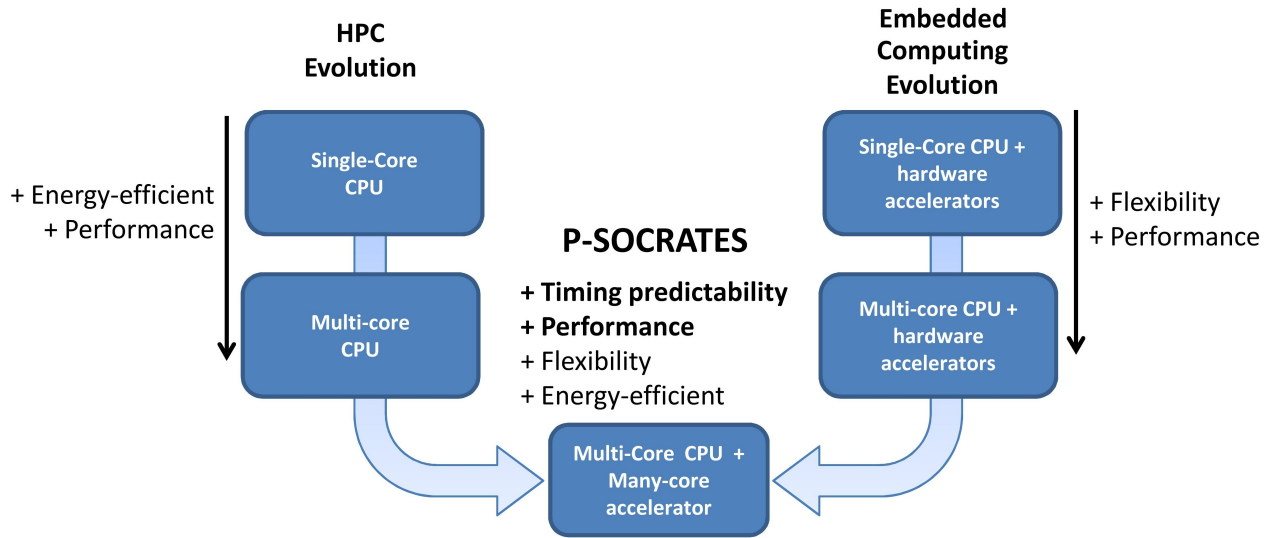 HPC
Evolution
Embedded
Computing
Evolution
Single-Core
CPU
Single-Core CPU +
hardware
accelerators
+ Energy-efficient
+ Performance
+ Flexibility
+ Performance
P-SOCRATES
+ Timing predictability
+ Performance
+ Flexibility
+ Energy-efficient
Multi-core
CPU
Multi-core CPU +
hardware
accelerators
Multi-Core CPU +
Many-core
accelerator